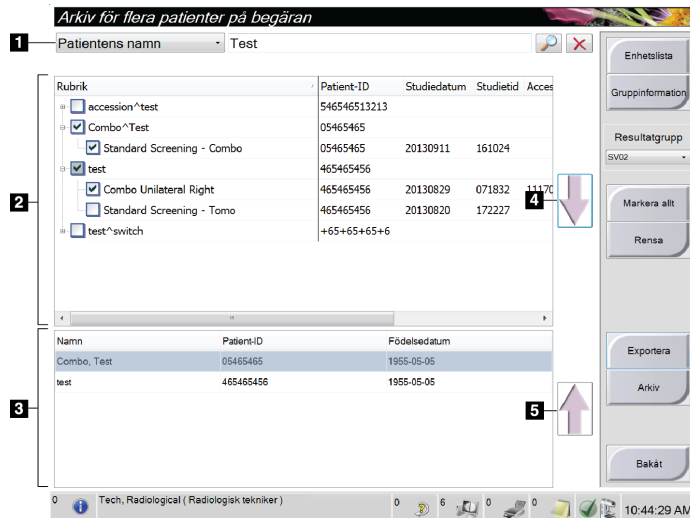 Arkiv för flera patienter på begäran
1 Patientens namn Test
Enhetslista
Gruppinformation
Resultatgrupp
SV02
Markera allt
Rensa
Exportera
Arkiv
Bakåt
2
Rubrik Patient-ID Studiedatum Studietid Acces
accession^test 546546513213
Combo^Test 05465465
Standard Screening - Combo 05465465 20130911 161024
test 465465456
Combo Unilateral Right 465465456 20130829 071832 11170
Standard Screening - Tomo 465465456 20130820 172227
test^switch +65+65+65+6
4
3
Namn Patient-ID Födelsedatum
Combo, Test 05465465 1955-05-05
test 465465456 1955-05-05
5
0 Tech, Radiological ( Radiologisk tekniker ) 0 6 0 0 10:44:29 AM